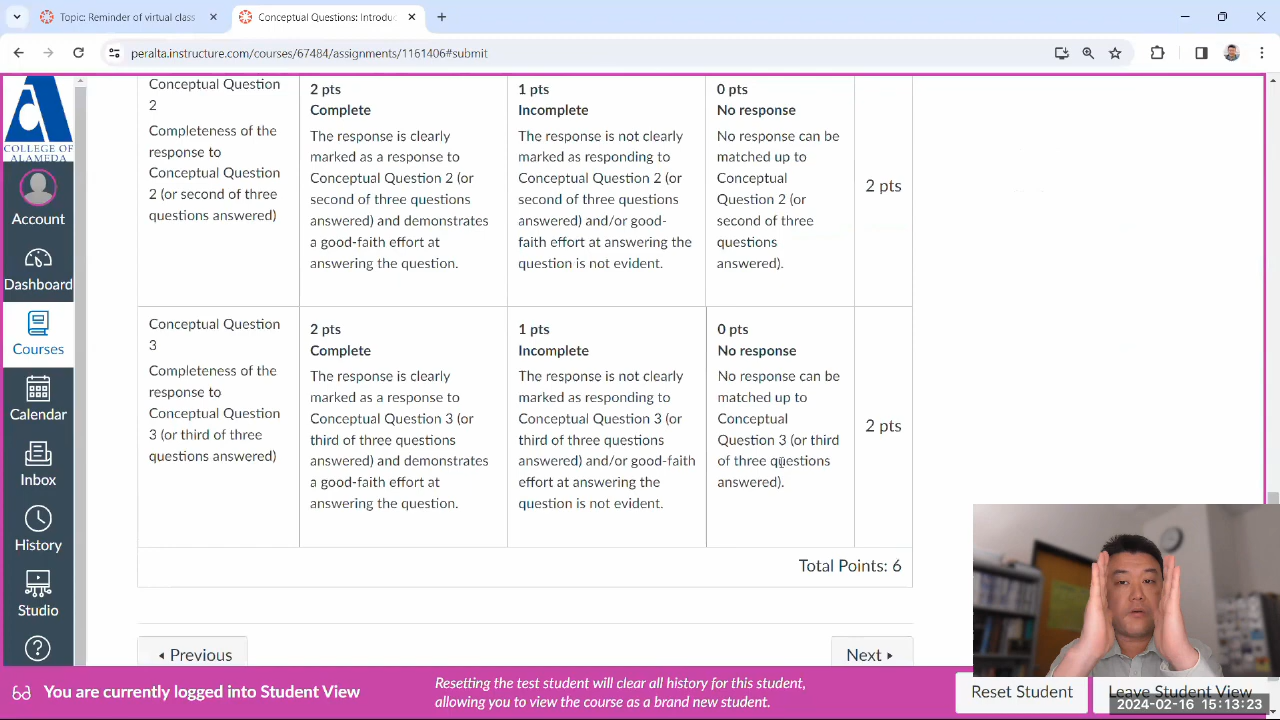 Topic: Reminder:
Conceptual Questions for "Introdu
peralta.instructure.com/courses/67484/assignments/1161406#submit
COLLEGE OF
ALAMEDA
Account
Dashboard
Courses
Calendar
Inbox
History
Studio
Conceptual Question
2
Completeness of the
response to
Conceptual Question
2 (or second of three
questions answered)
2 pts
Complete
The response is clearly
marked as a response to
Conceptual Question 2 (or
second of three questions
answered) and demonstrates
a good-faith effort at
answering the question.
1 pts
Incomplete
The response is not clearly
marked as responding to
Conceptual Question 2 (or
second of three questions
answered) and/or good-
faith effort at answering the
question is not evident.
0 pts
No response
No response can be
matched up to
Conceptual
Question 2 (or
second of three
questions
answered).
2 pts
Conceptual Question
3
Completeness of the
response to
Conceptual Question
3 (or third of three
questions answered)
2 pts
Complete
The response is clearly
marked as a response to
Conceptual Question 3 (or
third of three questions
answered) and demonstrates
a good-faith effort at
answering the question.
1 pts
Incomplete
The response is not clearly
marked as responding to
Conceptual Question 3 (or
third of three questions
answered) and/or good-faith
effort at answering the
question is not evident.
0 pts
No response
No response can be
matched up to
Conceptual
Question 3 (or third
of three questions
answered).
2 pts
Total Points: 6
Previous
Next
You are currently logged into Student View
Resetting the test student will clear all history for this student,
allowing you to view the course as a brand new student.
Reset Student
Leave Student View
2024-02-16 15:13:23